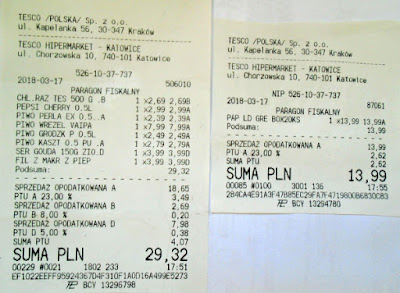 TESCO /POLSKA/ Sp. z o.o.
ul. Kapelanka 56, 30-347 Kraków
TESCO HIPERMARKET - KATOWICE
ul. Chorzowska 10, 740-101 Katowice
526-10-37-737
2018-03-17 506010
PARAGON FISKALNY
CHL.RAZ TES 500 G .B 1 x2,69 2,69B
PEPSI CHERRY 0.5L 1 x2,99 2,99A
PIWO PERLA EX 0.5..A 1 x2,39 2,39A
PIWO WREZEL VAIPA 1 x7,99 7,99A
PIWO GRODZK P 0.5L 1 x2,49 2,49A
PIWO KASZT 0.5 PU .A 1 x2,79 2,79A
SER GOUDA 150G ZIO.D 1 x3,99 3,99D
FIL Z MAKR Z PIEP 1 x3,99 3,99D
Podsuma: 29,32
SPRZEDAŻ OPODATKOWANA A 18,65
PTU A 23,00 % 3,49
SPRZEDAŻ OPODATKOWANA B 2,69
PTU B 8,00 % 0,20
SPRZEDAŻ OPODATKOWANA D 7,98
PTU D 5,00 % 0,38
SUMA PTU 4,07
SUMA PLN 29,32
00229 #0021 1802 233 17:51
BCY 13296798
TESCO /POLSKA/ Sp. z o.o.
ul. Kapelanka 56, 30-347 Kraków
TESCO HIPERMARKET - KATOWICE
ul. Chorzowska 10, 740-101 Katowice
NIP 526-10-37-737
2018-03-17 87061
PARAGON FISKALNY
PAP LD GRE BOX20KS 1 x13,99 13,99A
Podsuma: 13,99
SPRZEDAŻ OPODATKOWANA A 13,99
PTU A 23,00 % 2,62
SUMA PTU 2,62
SUMA PLN 13,99
00085 #0100 3001 136 17:55
BCY 13294780